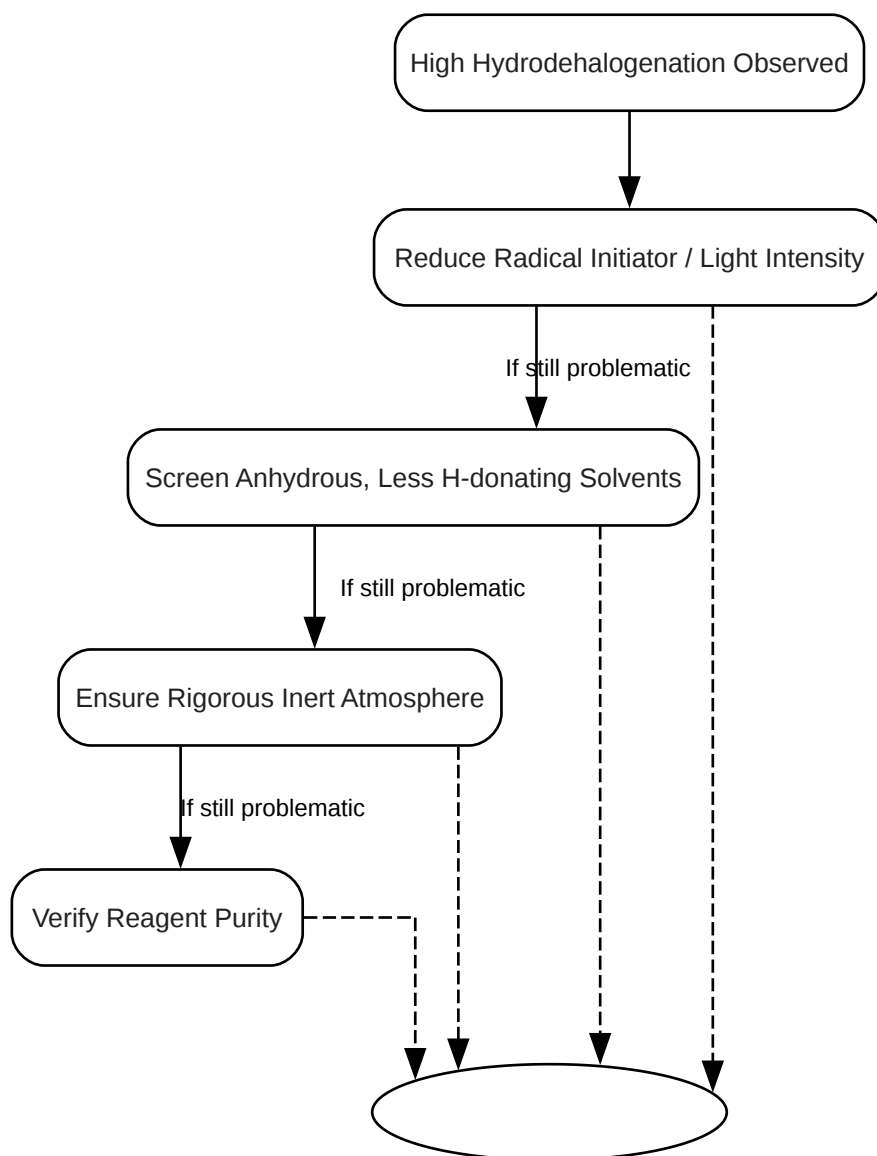 High Hydrodehalogenation Observed
Reduce Radical Initiator / Light Intensity
If still problematic
Screen Anhydrous, Less H-donating Solvents
If still problematic
Ensure Rigorous Inert Atmosphere
If still problematic
Verify Reagent Purity